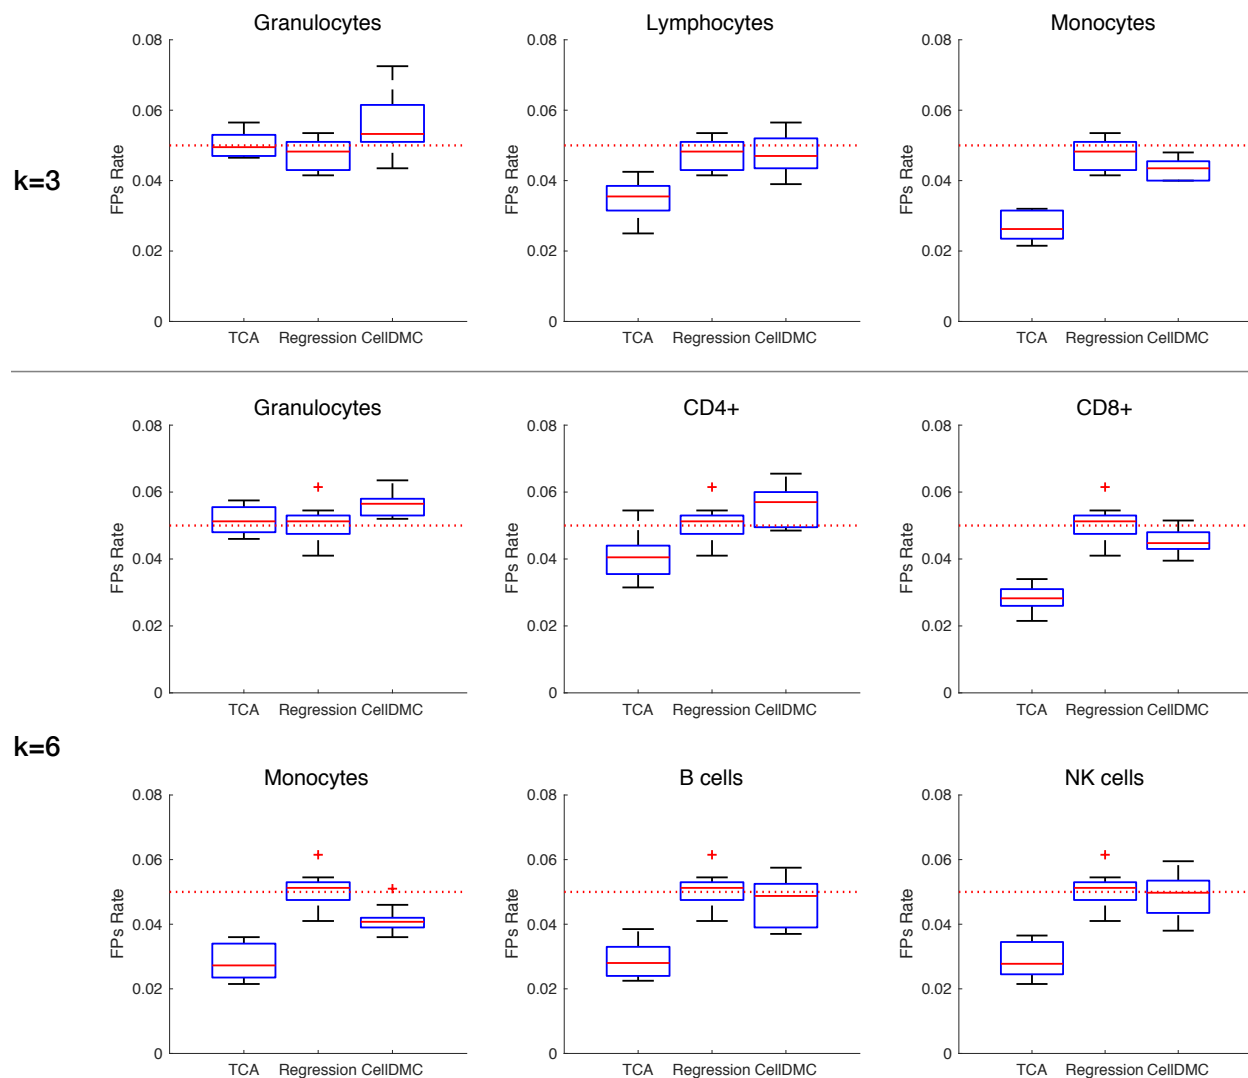 Granulocytes Lymphocytes Monocytes
k=3
FPs Rate FPs Rate FPs Rate
0.08 0.08 0.08
0.06 0.06 0.06
0.04 0.04 0.04
0.02 0.02 0.02
0 0 0
TCA Regression CellDMC TCA Regression CellDMC TCA Regression CellDMC
Granulocytes CD4+ CD8+
FPs Rate FPs Rate FPs Rate
0.08 0.08 0.08
0.06 0.06 0.06
0.04 0.04 0.04
0.02 0.02 0.02
0 0 0
TCA Regression CellDMC TCA Regression CellDMC TCA Regression CellDMC
k=6
Monocytes B cells NK cells
FPs Rate FPs Rate FPs Rate
0.08 0.08 0.08
0.06 0.06 0.06
0.04 0.04 0.04
0.02 0.02 0.02
0 0 0
TCA Regression CellDMC TCA Regression CellDMC TCA Regression CellDMC